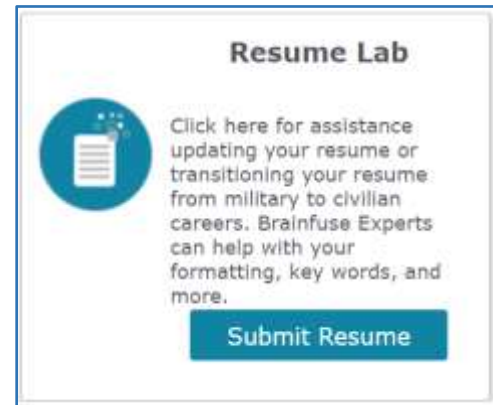 Resume Lab
Click here for assistance
updating your resume or
transitioning your resume
from military to civilian
careers. Brainfuse Experts
can help with your
formatting, key words, and
more.
Submit Resume